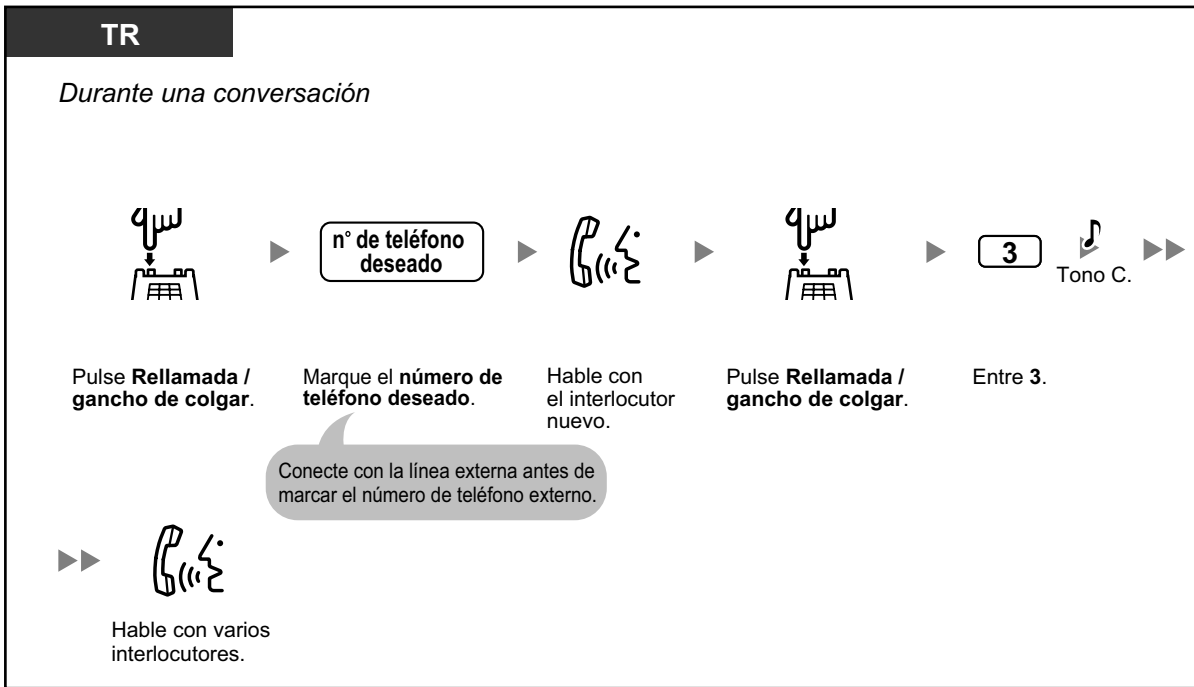 TR
Durante una conversación
n° de teléfono
deseado
3
Tono C.
Pulse Rellamada /
gancho de colgar.
Marque el número de
teléfono deseado.
Hable con
el interlocutor
nuevo.
Pulse Rellamada /
gancho de colgar.
Entre 3.
Conecte con la línea externa antes de
marcar el número de teléfono externo.
Hable con varios
interlocutores.